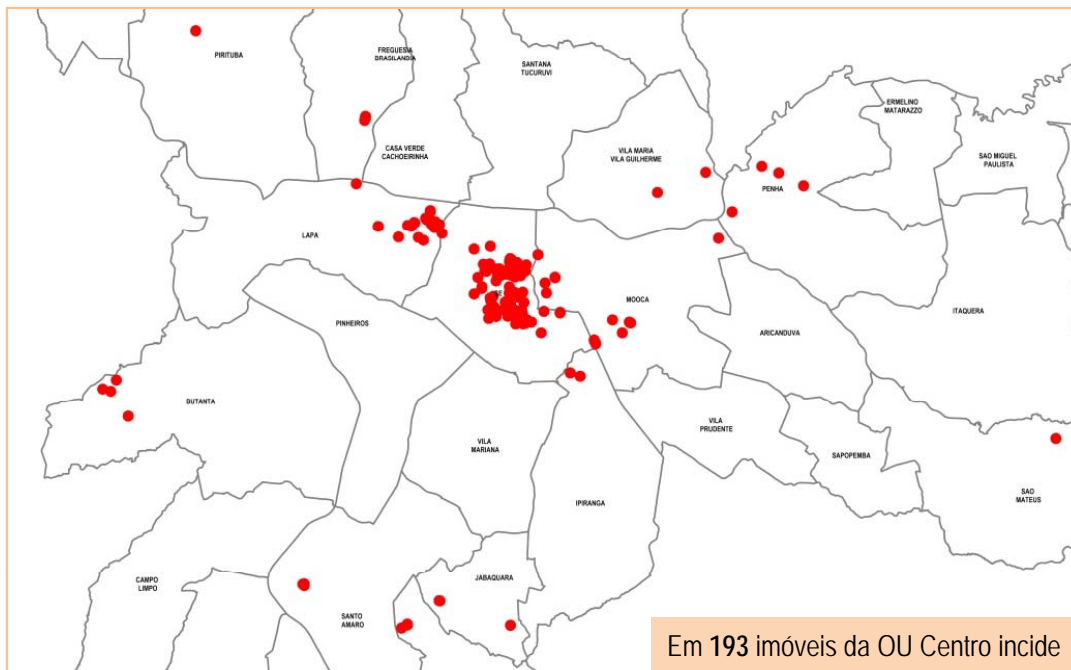 PIRITUBA
FREGUESIA
BRASILANDIA
SANTANA
TUCURUVI
ERMELINO
MATARAZZO
CASA VERDE
CACHOEIRINHA
VILA MARIA
VILA GUILHERME
SAO MIGUEL
PAULISTA
PENHA
LAPA
SE
MOOCA
ITAQUERA
PINHEIROS
ARICANDUVA
BUTANTA
VILA
MARIANA
VILA
PRUDENTE
SAPOPEMBA
SAO
MATEUS
IPIRANGA
CAMPO
LIMPO
JABAQUARA
SANTO
AMARO
Em 193 imóveis da OU Centro incide